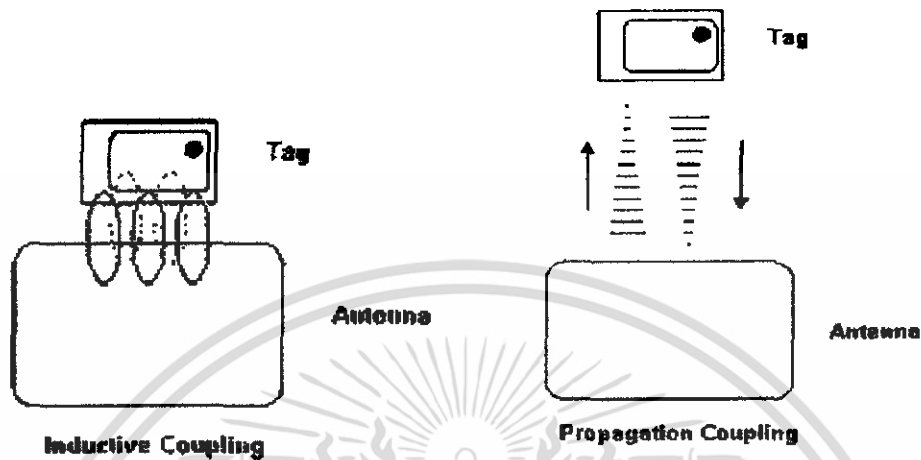 Tag
Antenna
Inductive Coupling
Tag
Antenna
Propagation Coupling